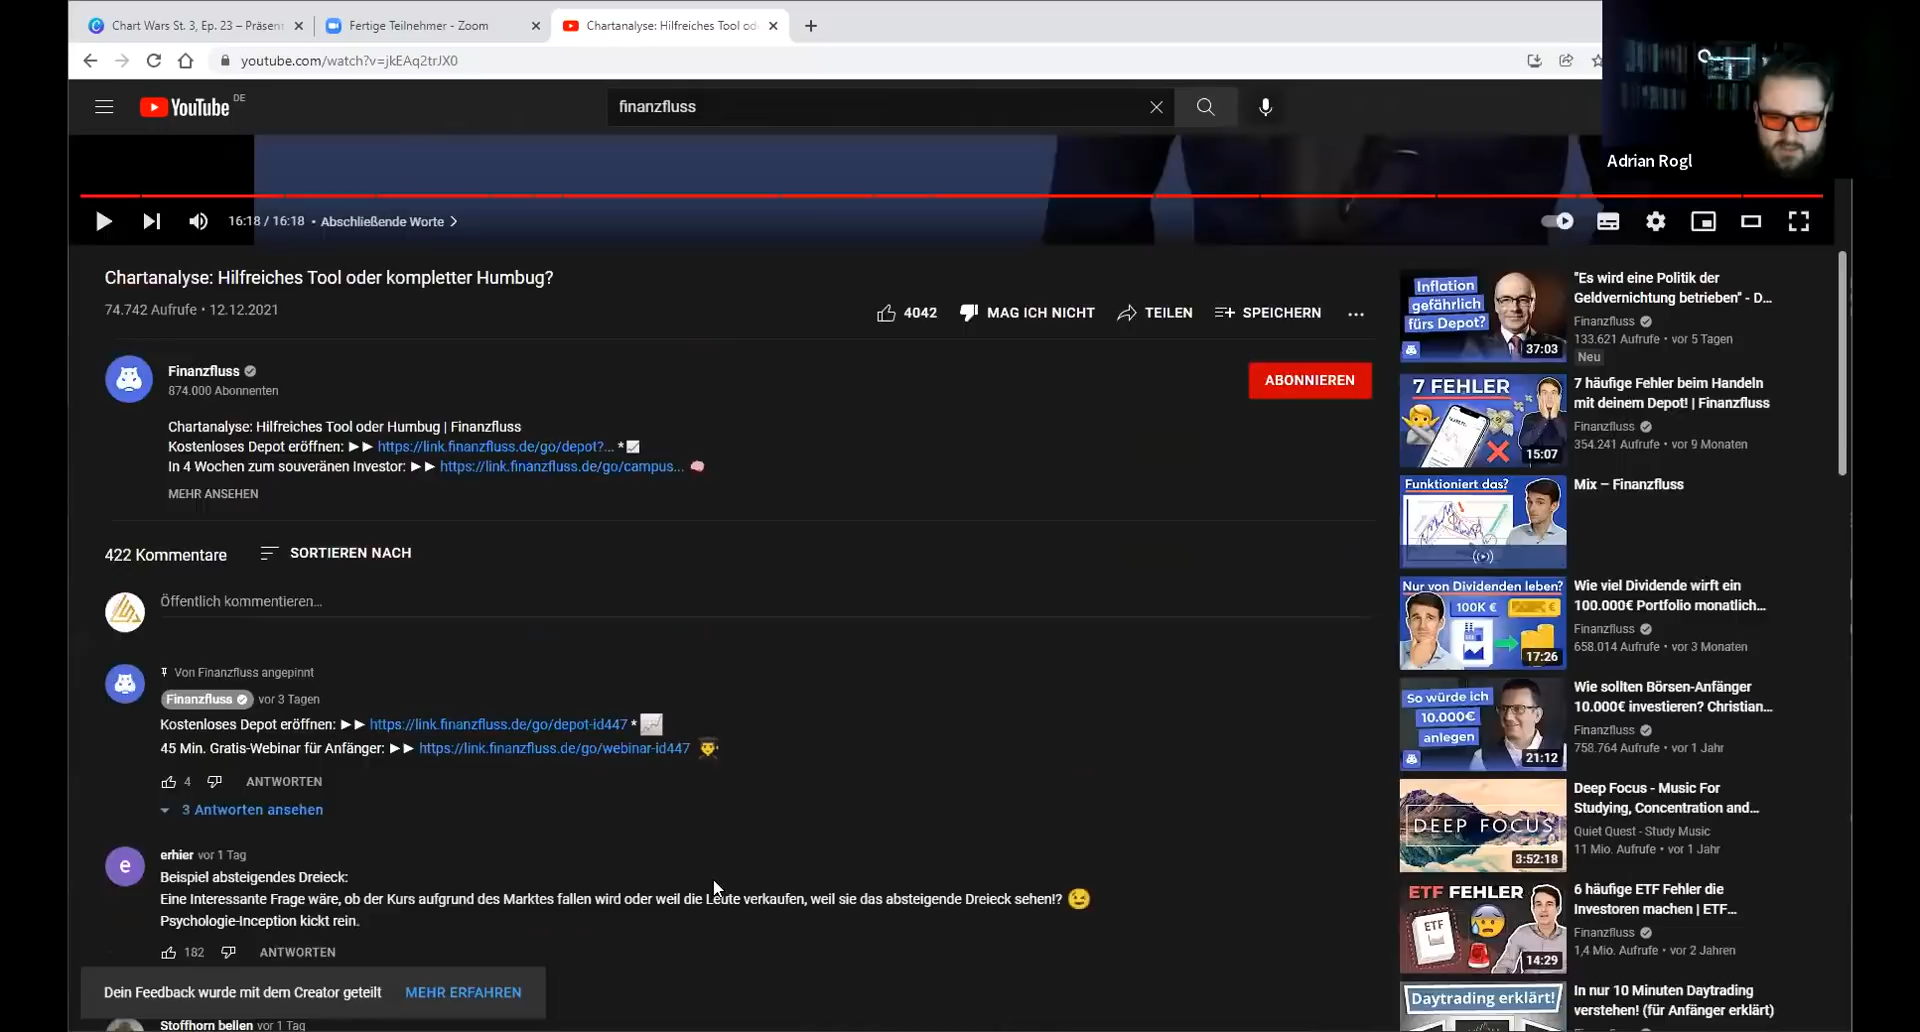 Chart Wars St. 3, Ep. 23 – Präsen
Fertige Teilnehmer - Zoom
Chartanalyse: Hilfreiches Tool od
youtube.com/watch?v=jkEAq2trJX0
YouTube DE
finanzfluss
Adrian Rogl
16:18 / 16:18 • Abschließende Worte
Chartanalyse: Hilfreiches Tool oder kompletter Humbug?
74.742 Aufrufe • 12.12.2021
4042
MAG ICH NICHT
TEILEN
SPEICHERN
Finanzfluss
874.000 Abonnenten
ABONNIEREN
Chartanalyse: Hilfreiches Tool oder Humbug | Finanzfluss
Kostenloses Depot eröffnen: ►► https://link.finanzfluss.de/go/depot?... *📈
In 4 Wochen zum souveränen Investor: ►► https://link.finanzfluss.de/go/campus... 🧠
MEHR ANSEHEN
422 Kommentare
SORTIEREN NACH
Öffentlich kommentieren...
Von Finanzfluss angepinnt
Finanzfluss vor 3 Tagen
Kostenloses Depot eröffnen: ►► https://link.finanzfluss.de/go/depot-id447 * 📈
45 Min. Gratis-Webinar für Anfänger: ►► https://link.finanzfluss.de/go/webinar-id447 👨‍🎓
4
ANTWORTEN
3 Antworten ansehen
e
erhier vor 1 Tag
Beispiel absteigendes Dreieck:
Eine Interessante Frage wäre, ob der Kurs aufgrund des Marktes fallen wird oder weil die Leute verkaufen, weil sie das absteigende Dreieck sehen!? 😉
Psychologie-Inception kickt rein.
182
ANTWORTEN
Dein Feedback wurde mit dem Creator geteilt
MEHR ERFAHREN
Stoffhorn bellen vor 1 Tag
Inflation
gefährlich
fürs Depot?
37:03
"Es wird eine Politik der
Geldvernichtung betrieben" - D...
Finanzfluss
133.621 Aufrufe • vor 5 Tagen
Neu
7 FEHLER
15:07
7 häufige Fehler beim Handeln
mit deinem Depot! | Finanzfluss
Finanzfluss
354.241 Aufrufe • vor 9 Monaten
Funktioniert das?
Mix – Finanzfluss
Nur von Dividenden leben?
100K €
17:26
Wie viel Dividende wirft ein
100.000€ Portfolio monatlich...
Finanzfluss
658.014 Aufrufe • vor 3 Monaten
So würde ich
10.000€
anlegen
21:12
Wie sollten Börsen-Anfänger
10.000€ investieren? Christian...
Finanzfluss
758.764 Aufrufe • vor 1 Jahr
DEEP FOCUS
3:52:18
Deep Focus - Music For
Studying, Concentration and...
Quiet Quest - Study Music
11 Mio. Aufrufe • vor 1 Jahr
ETF FEHLER
ETF
14:29
6 häufige ETF Fehler die
Investoren machen | ETF...
Finanzfluss
1,4 Mio. Aufrufe • vor 2 Jahren
Daytrading erklärt!
In nur 10 Minuten Daytrading
verstehen! (für Anfänger erklärt)